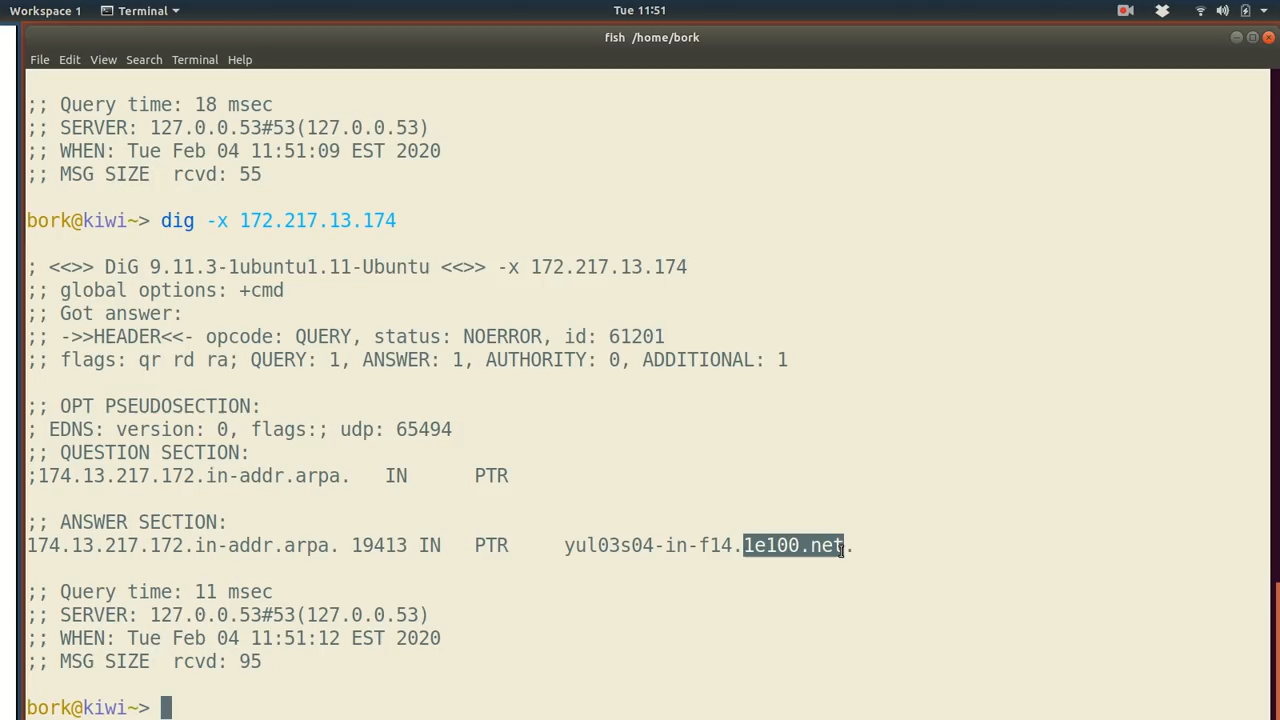 Workspace 1 Terminal Tue 11:51
fish /home/bork
File Edit View Search Terminal Help
;; Query time: 18 msec
;; SERVER: 127.0.0.53#53(127.0.0.53)
;; WHEN: Tue Feb 04 11:51:09 EST 2020
;; MSG SIZE  rcvd: 55
bork@kiwi~> dig -x 172.217.13.174
; <<>> DiG 9.11.3-1ubuntu1.11-Ubuntu <<>> -x 172.217.13.174
;; global options: +cmd
;; Got answer:
;; ->>HEADER<<- opcode: QUERY, status: NOERROR, id: 61201
;; flags: qr rd ra; QUERY: 1, ANSWER: 1, AUTHORITY: 0, ADDITIONAL: 1
;; OPT PSEUDOSECTION:
; EDNS: version: 0, flags:; udp: 65494
;; QUESTION SECTION:
;174.13.217.172.in-addr.arpa. IN PTR
;; ANSWER SECTION:
174.13.217.172.in-addr.arpa. 19413 IN PTR yul03s04-in-f14.1e100.net.
;; Query time: 11 msec
;; SERVER: 127.0.0.53#53(127.0.0.53)
;; WHEN: Tue Feb 04 11:51:12 EST 2020
;; MSG SIZE  rcvd: 95
bork@kiwi~>